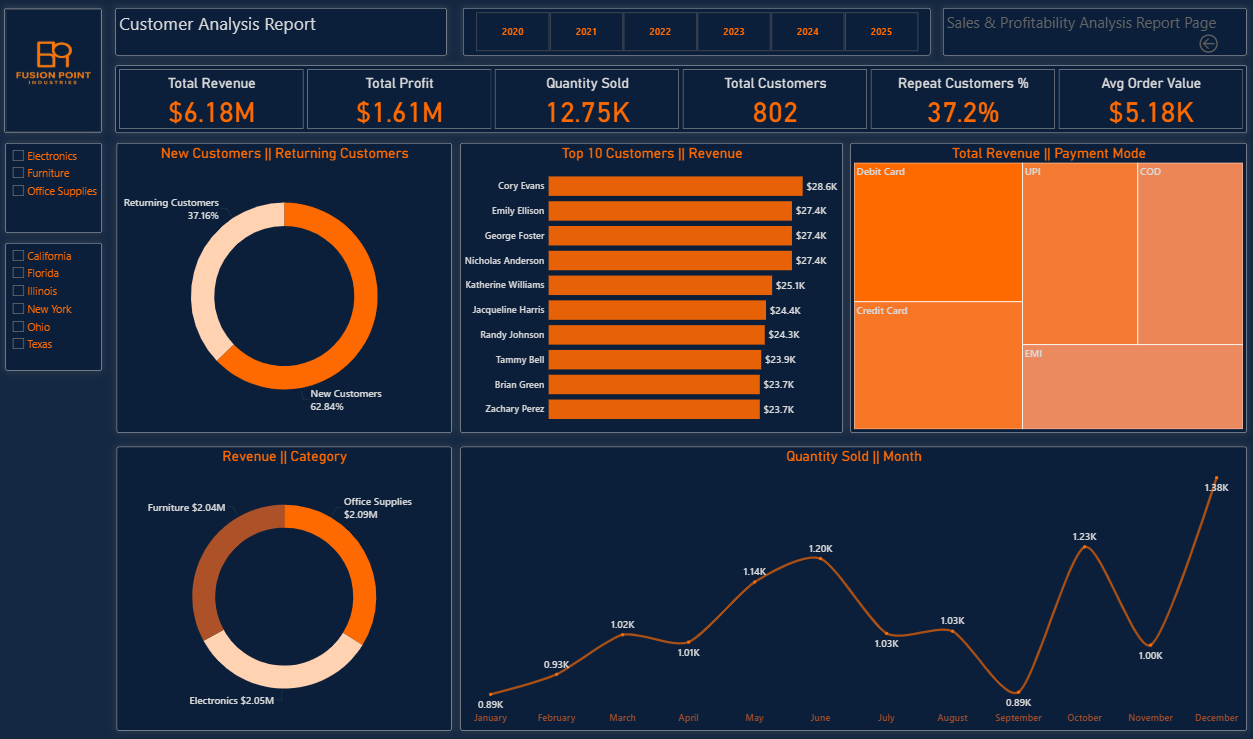 Customer Analysis Report
2020 2021 2022 2023 2024 2025
Sales & Profitability Analysis Report Page
FUSION POINT
INDUSTRIES
Total Revenue
$6.18M
Total Profit
$1.61M
Quantity Sold
12.75K
Total Customers
802
Repeat Customers %
37.2%
Avg Order Value
$5.18K
Electronics
Furniture
Office Supplies
California
Florida
Illinois
New York
Ohio
Texas
New Customers || Returning Customers
Returning Customers
37.16%
New Customers
62.84%
Top 10 Customers || Revenue
Cory Evans $28.6K
Emily Ellison $27.4K
George Foster $27.4K
Nicholas Anderson $27.4K
Katherine Williams $25.1K
Jacqueline Harris $24.4K
Randy Johnson $24.3K
Tammy Bell $23.9K
Brian Green $23.7K
Zachary Perez $23.7K
Total Revenue || Payment Mode
Debit Card
UPI
COD
Credit Card
EMI
Revenue || Category
Furniture $2.04M
Office Supplies
$2.09M
Electronics $2.05M
Quantity Sold || Month
0.89K
0.93K
1.02K
1.01K
1.14K
1.20K
1.03K
1.03K
0.89K
1.23K
1.00K
1.38K
January February March April May June July August September October November December